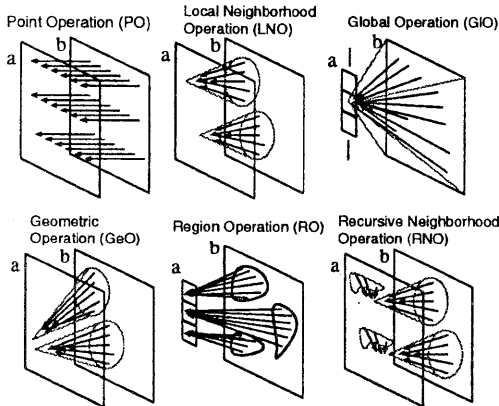 Point Operation (PO)
a
b
Local Neighborhood
Operation (LNO)
a
b
Global Operation (GlO)
a
b
Geometric
Operation (GeO)
a
b
Region Operation (RO)
a
b
Recursive Neighborhood
Operation (RNO)
a
b